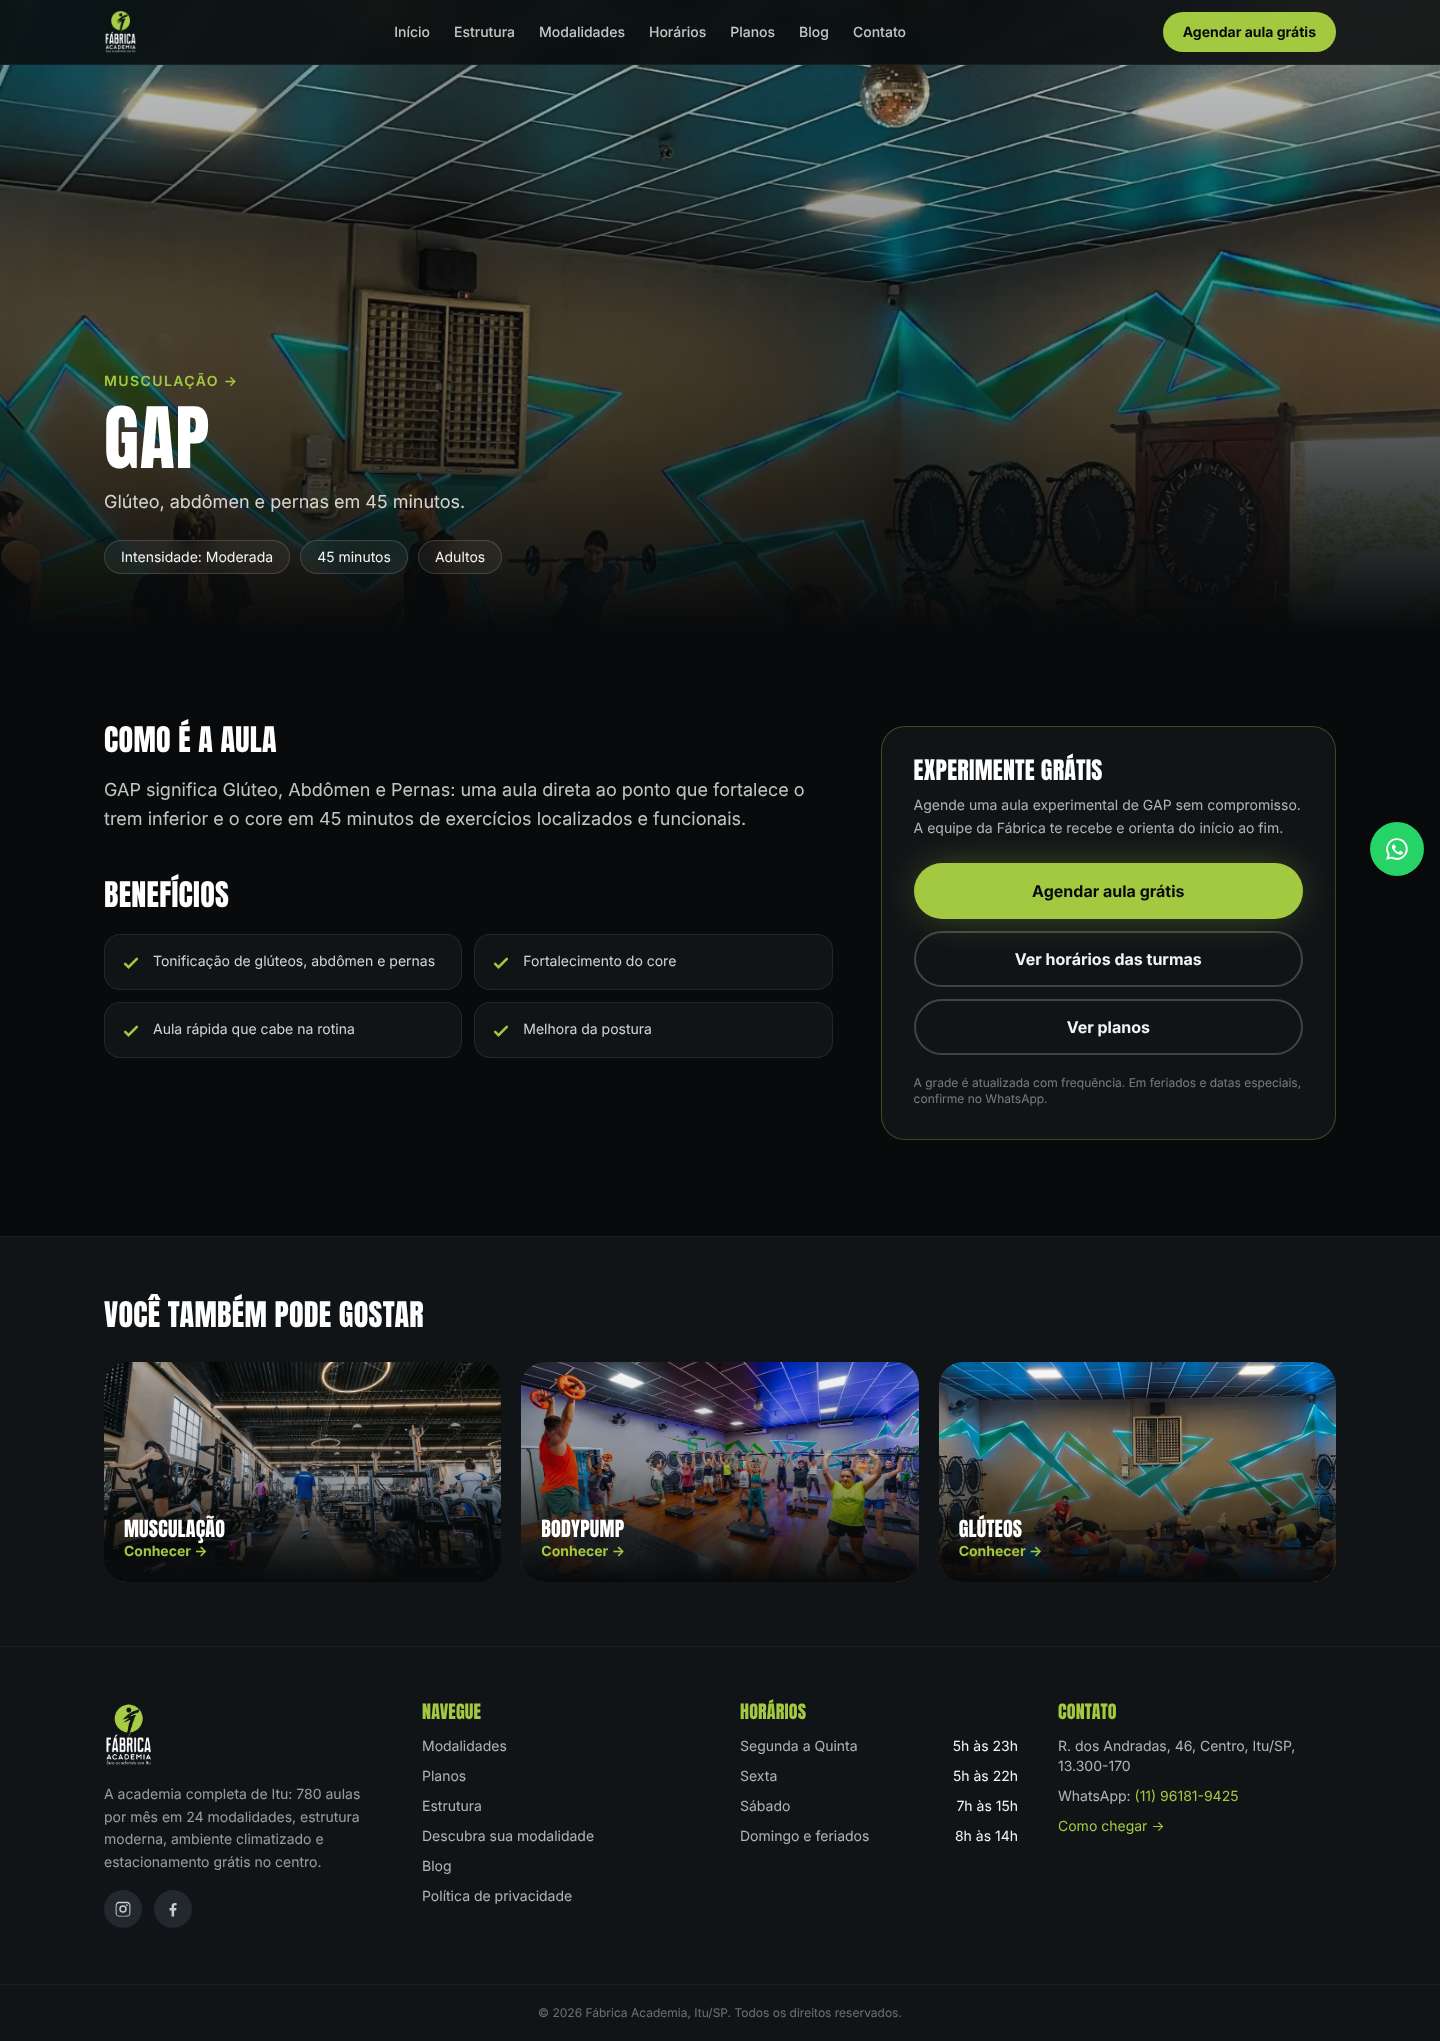 FÁBRICA
ACADEMIA
Início
Estrutura
Modalidades
Horários
Planos
Blog
Contato
Agendar aula grátis
MUSCULAÇÃO →
GAP
Glúteo, abdômen e pernas em 45 minutos.
Intensidade: Moderada
45 minutos
Adultos
COMO É A AULA
GAP significa Glúteo, Abdômen e Pernas: uma aula direta ao ponto que fortalece o
trem inferior e o core em 45 minutos de exercícios localizados e funcionais.
BENEFÍCIOS
Tonificação de glúteos, abdômen e pernas
Fortalecimento do core
Aula rápida que cabe na rotina
Melhora da postura
EXPERIMENTE GRÁTIS
Agende uma aula experimental de GAP sem compromisso.
A equipe da Fábrica te recebe e orienta do início ao fim.
Agendar aula grátis
Ver horários das turmas
Ver planos
A grade é atualizada com frequência. Em feriados e datas especiais,
confirme no WhatsApp.
VOCÊ TAMBÉM PODE GOSTAR
MUSCULAÇÃO
Conhecer →
BODYPUMP
Conhecer →
GLÚTEOS
Conhecer →
FÁBRICA
ACADEMIA
A academia completa de Itu: 780 aulas
por mês em 24 modalidades, estrutura
moderna, ambiente climatizado e
estacionamento grátis no centro.
NAVEGUE
Modalidades
Planos
Estrutura
Descubra sua modalidade
Blog
Política de privacidade
HORÁRIOS
Segunda a Quinta 5h às 23h
Sexta 5h às 22h
Sábado 7h às 15h
Domingo e feriados 8h às 14h
CONTATO
R. dos Andradas, 46, Centro, Itu/SP,
13.300-170
WhatsApp: (11) 96181-9425
Como chegar →
© 2026 Fábrica Academia, Itu/SP. Todos os direitos reservados.